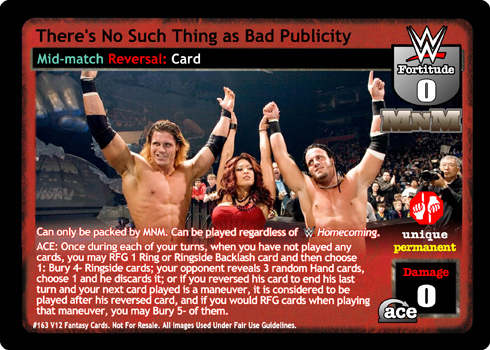 There's No Such Thing as Bad Publicity
Mid-match Reversal: Card
Fortitude
0
MNM
Can only be packed by MNM. Can be played regardless of Homecoming.
unique
permanent
ACE: Once during each of your turns, when you have not played any
cards, you may RFG 1 Ring or Ringside Backlash card and then choose
1: Bury 4- Ringside cards; your opponent reveals 3 random Hand cards,
choose 1 and he discards it; or if you reversed his card to end his last
turn and your next card played is a maneuver, it is considered to be
played after his reversed card, and if you would RFG cards when playing
that maneuver, you may Bury 5- of them.
Damage
0
ace
#163 V12 Fantasy Cards. Not For Resale. All Images Used Under Fair Use Guidelines.